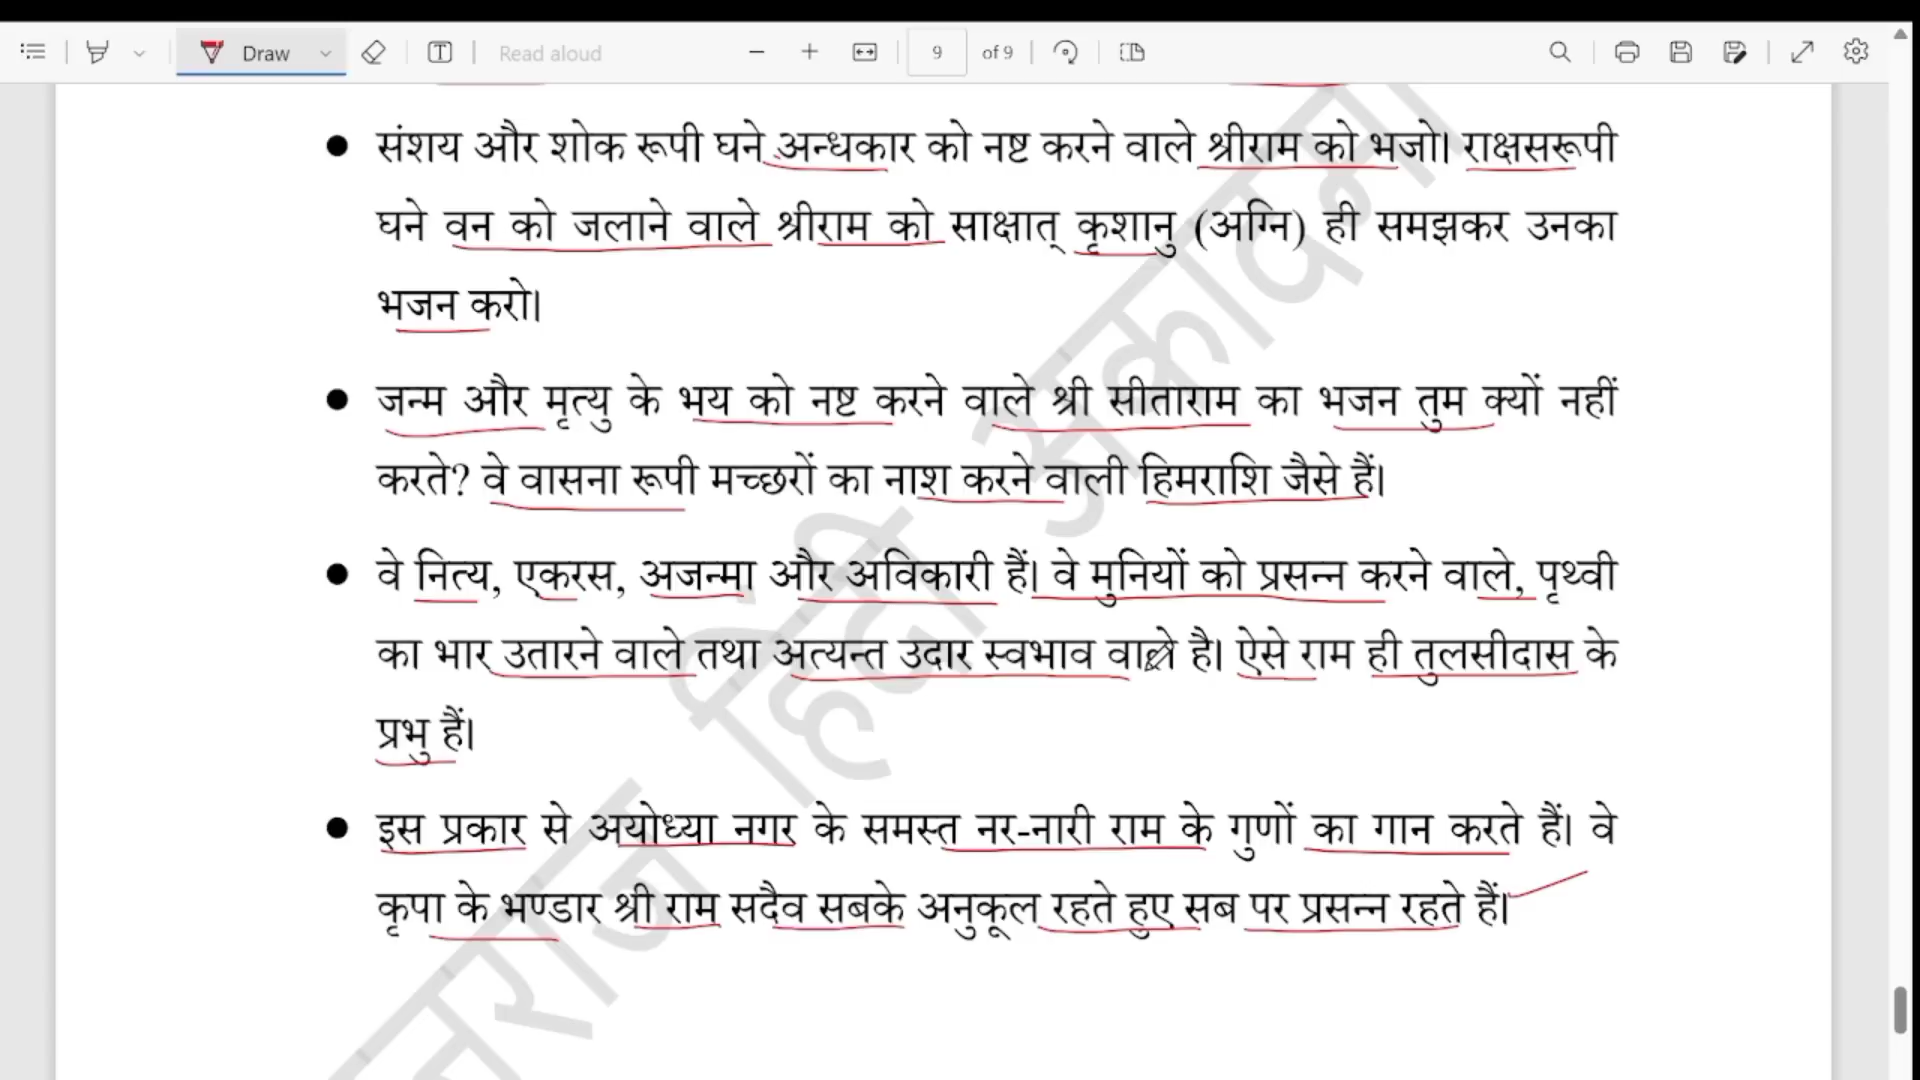 Draw
Read aloud
9
of 9
संशय और शोक रूपी घने अन्धकार को नष्ट करने वाले श्रीराम को भजो। राक्षसरूपी
घने वन को जलाने वाले श्रीराम को साक्षात् कृशानु (अग्नि) ही समझकर उनका
भजन करो।
जन्म और मृत्यु के भय को नष्ट करने वाले श्री सीताराम का भजन तुम क्यों नहीं
करते? वे वासना रूपी मच्छरों का नाश करने वाली हिमराशि जैसे हैं।
वे नित्य, एकरस, अजन्मा और अविकारी हैं। वे मुनियों को प्रसन्न करने वाले, पृथ्वी
का भार उतारने वाले तथा अत्यन्त उदार स्वभाव वाले है। ऐसे राम ही तुलसीदास के
प्रभु हैं।
इस प्रकार से अयोध्या नगर के समस्त नर-नारी राम के गुणों का गान करते हैं। वे
कृपा के भण्डार श्री राम सदैव सबके अनुकूल रहते हुए सब पर प्रसन्न रहते हैं।
हिंदी